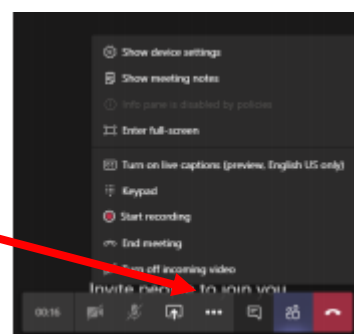 Show device settings
Show meeting notes
Info pane is disabled by policies
Enter full-screen
Turn on live captions (preview, English US only)
Keypad
Start recording
End meeting
Turn off incoming video
Invite people to join you
00:16